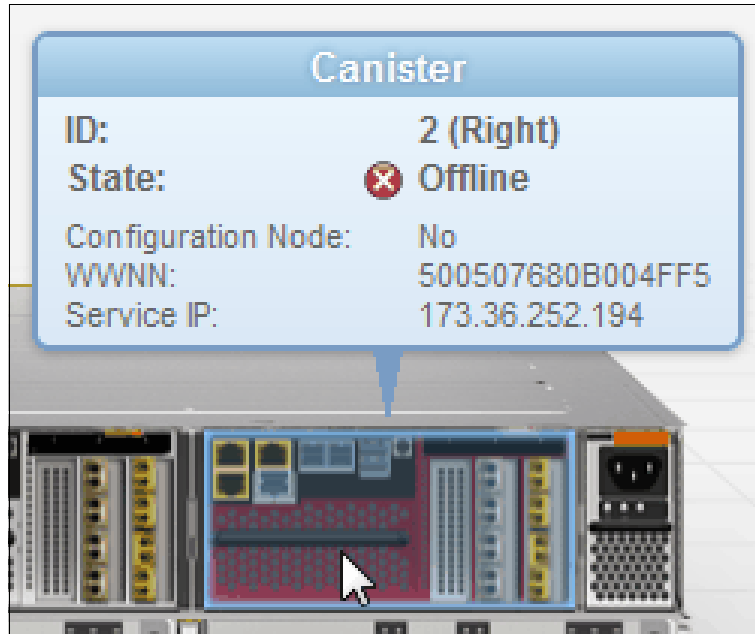 Canister
ID: 2 (Right)
State: Offline
Configuration Node: No
WWNN: 500507680B004FF5
Service IP: 173.36.252.194